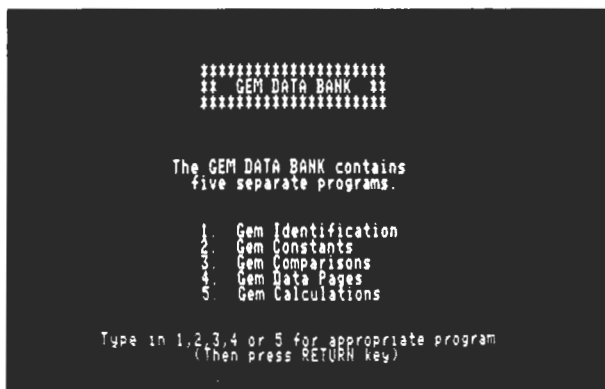 ‡‡‡‡‡‡‡‡‡‡‡‡‡‡‡‡‡‡‡‡‡
‡‡ GEM DATA BANK ‡‡
‡‡‡‡‡‡‡‡‡‡‡‡‡‡‡‡‡‡‡‡‡
The GEM DATA BANK contains
five separate programs.
1. Gem Identification
2. Gem Constants
3. Gem Comparisons
4. Gem Data Pages
5. Gem Calculations
Type in 1,2,3,4 or 5 for appropriate program
(Then press RETURN key)